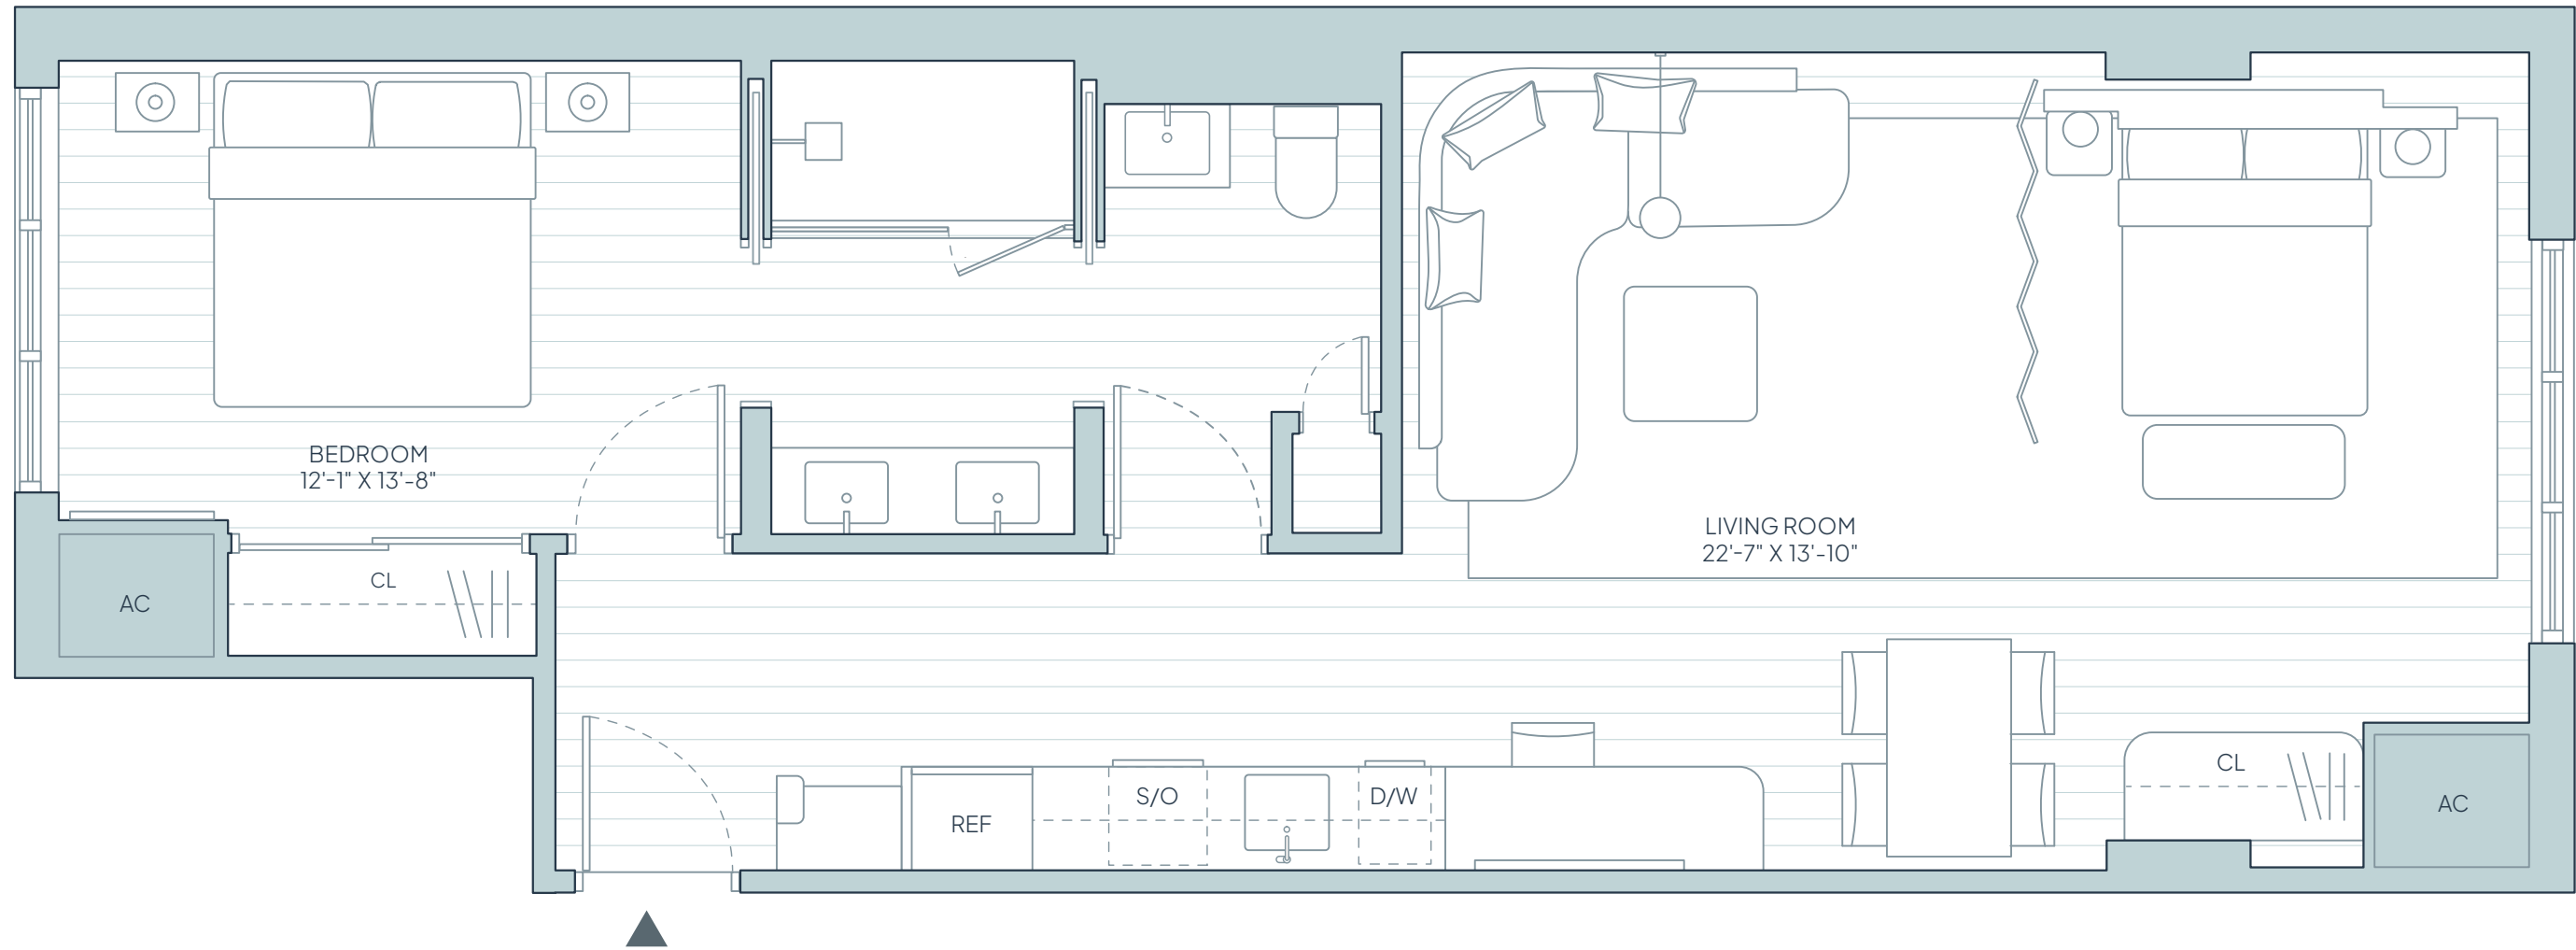 BEDROOM
12'-1" X 13'-8"
AC
CL
LIVING ROOM
22'-7" X 13'-10"
REF
S/O
D/W
CL
AC